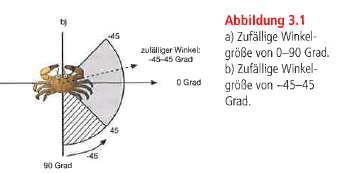 b)
-45
zufälliger Winkel:
-45–45 Grad
0 Grad
45
-45
90 Grad
Abbildung 3.1
a) Zufällige Winkel-
größe von 0–90 Grad.
b) Zufällige Winkel-
größe von –45–45
Grad.